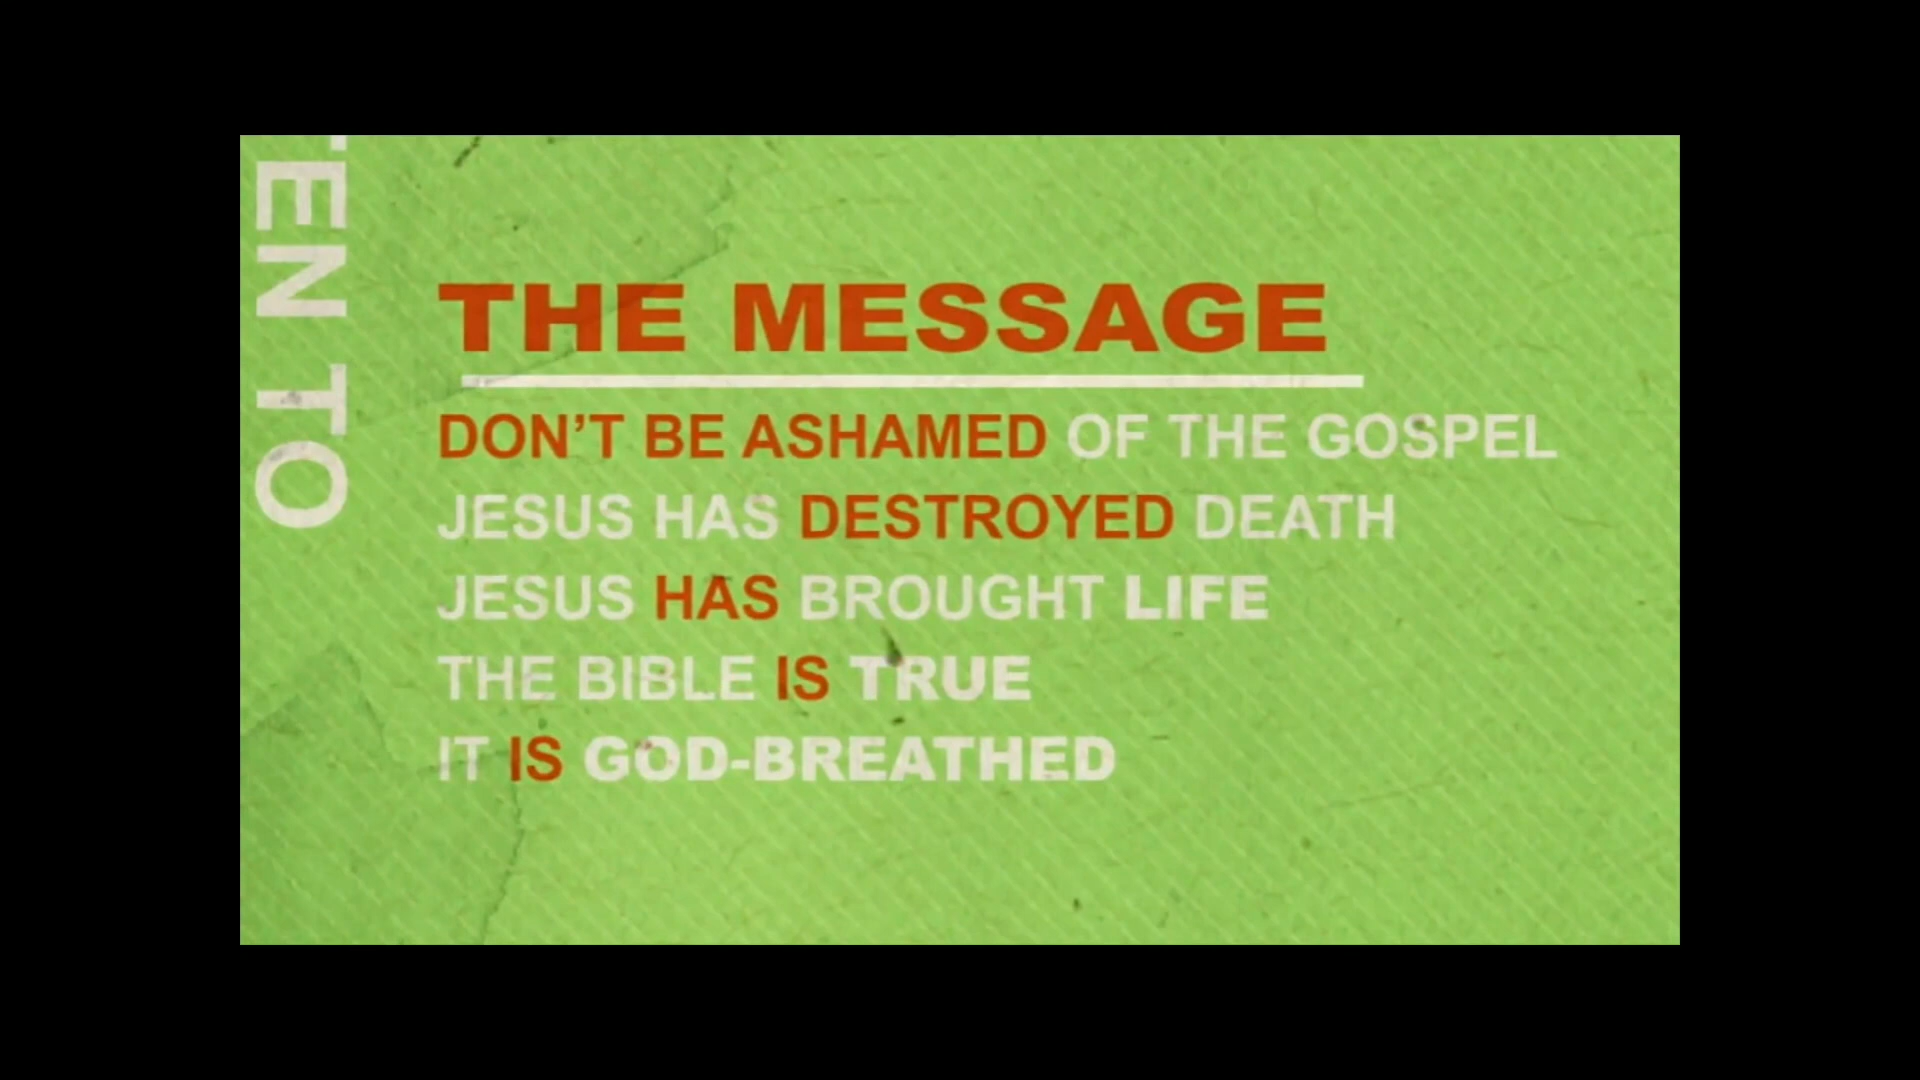 TEN TO
THE MESSAGE
DON'T BE ASHAMED OF THE GOSPEL
JESUS HAS DESTROYED DEATH
JESUS HAS BROUGHT LIFE
THE BIBLE IS TRUE
IT IS GOD-BREATHED